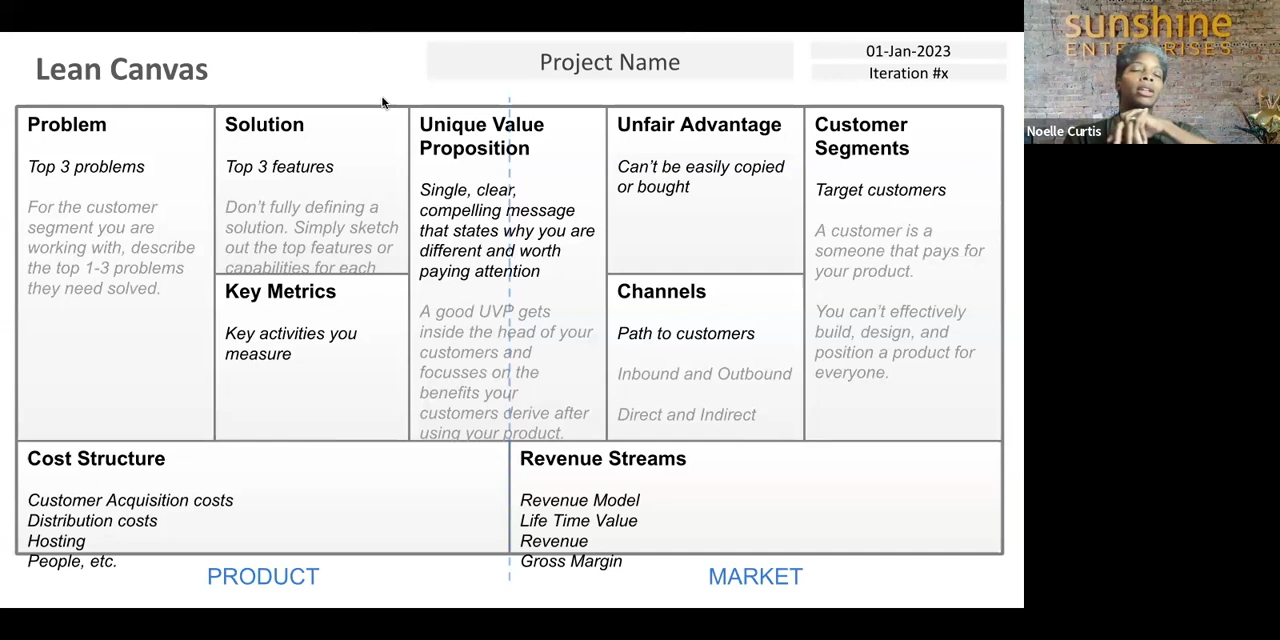 Lean Canvas
Project Name
01-Jan-2023
Iteration #x
Problem
Top 3 problems
For the customer
segment you are
working with, describe
the top 1-3 problems
they need solved.
Solution
Top 3 features
Don't fully defining a
solution. Simply sketch
out the top features or
capabilities for each
Key Metrics
Key activities you
measure
Unique Value
Proposition
Single, clear,
compelling message
that states why you are
different and worth
paying attention
A good UVP gets
inside the head of your
customers and
focusses on the
benefits your
customers derive after
using your product.
Unfair Advantage
Can't be easily copied
or bought
Channels
Path to customers
Inbound and Outbound
Direct and Indirect
Customer
Segments
Target customers
A customer is a
someone that pays for
your product.
You can't effectively
build, design, and
position a product for
everyone.
Cost Structure
Customer Acquisition costs
Distribution costs
Hosting
People, etc.
Revenue Streams
Revenue Model
Life Time Value
Revenue
Gross Margin
PRODUCT
MARKET
sunshine
ENTERPRISES
Noelle Curtis